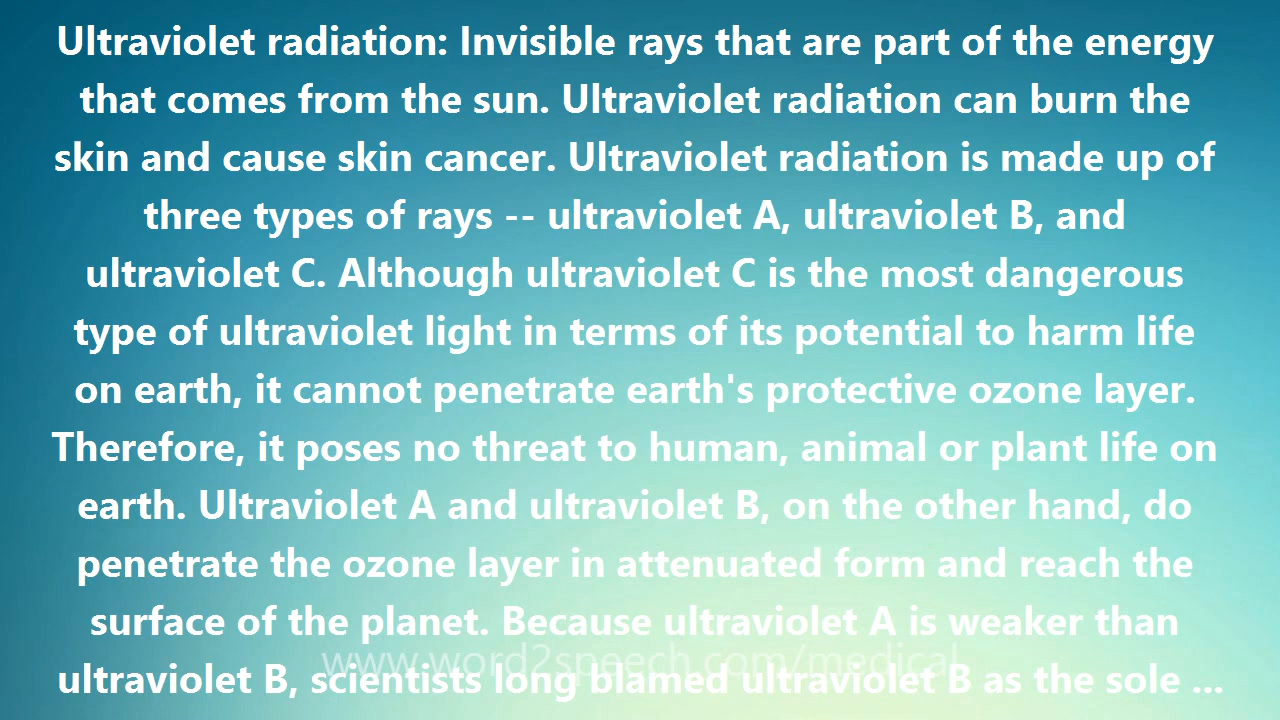 Ultraviolet radiation: Invisible rays that are part of the energy
that comes from the sun. Ultraviolet radiation can burn the
skin and cause skin cancer. Ultraviolet radiation is made up of
three types of rays -- ultraviolet A, ultraviolet B, and
ultraviolet C. Although ultraviolet C is the most dangerous
type of ultraviolet light in terms of its potential to harm life
on earth, it cannot penetrate earth's protective ozone layer.
Therefore, it poses no threat to human, animal or plant life on
earth. Ultraviolet A and ultraviolet B, on the other hand, do
penetrate the ozone layer in attenuated form and reach the
surface of the planet. Because ultraviolet A is weaker than
www.word2speech.com/medical
ultraviolet B, scientists long blamed ultraviolet B as the sole ...